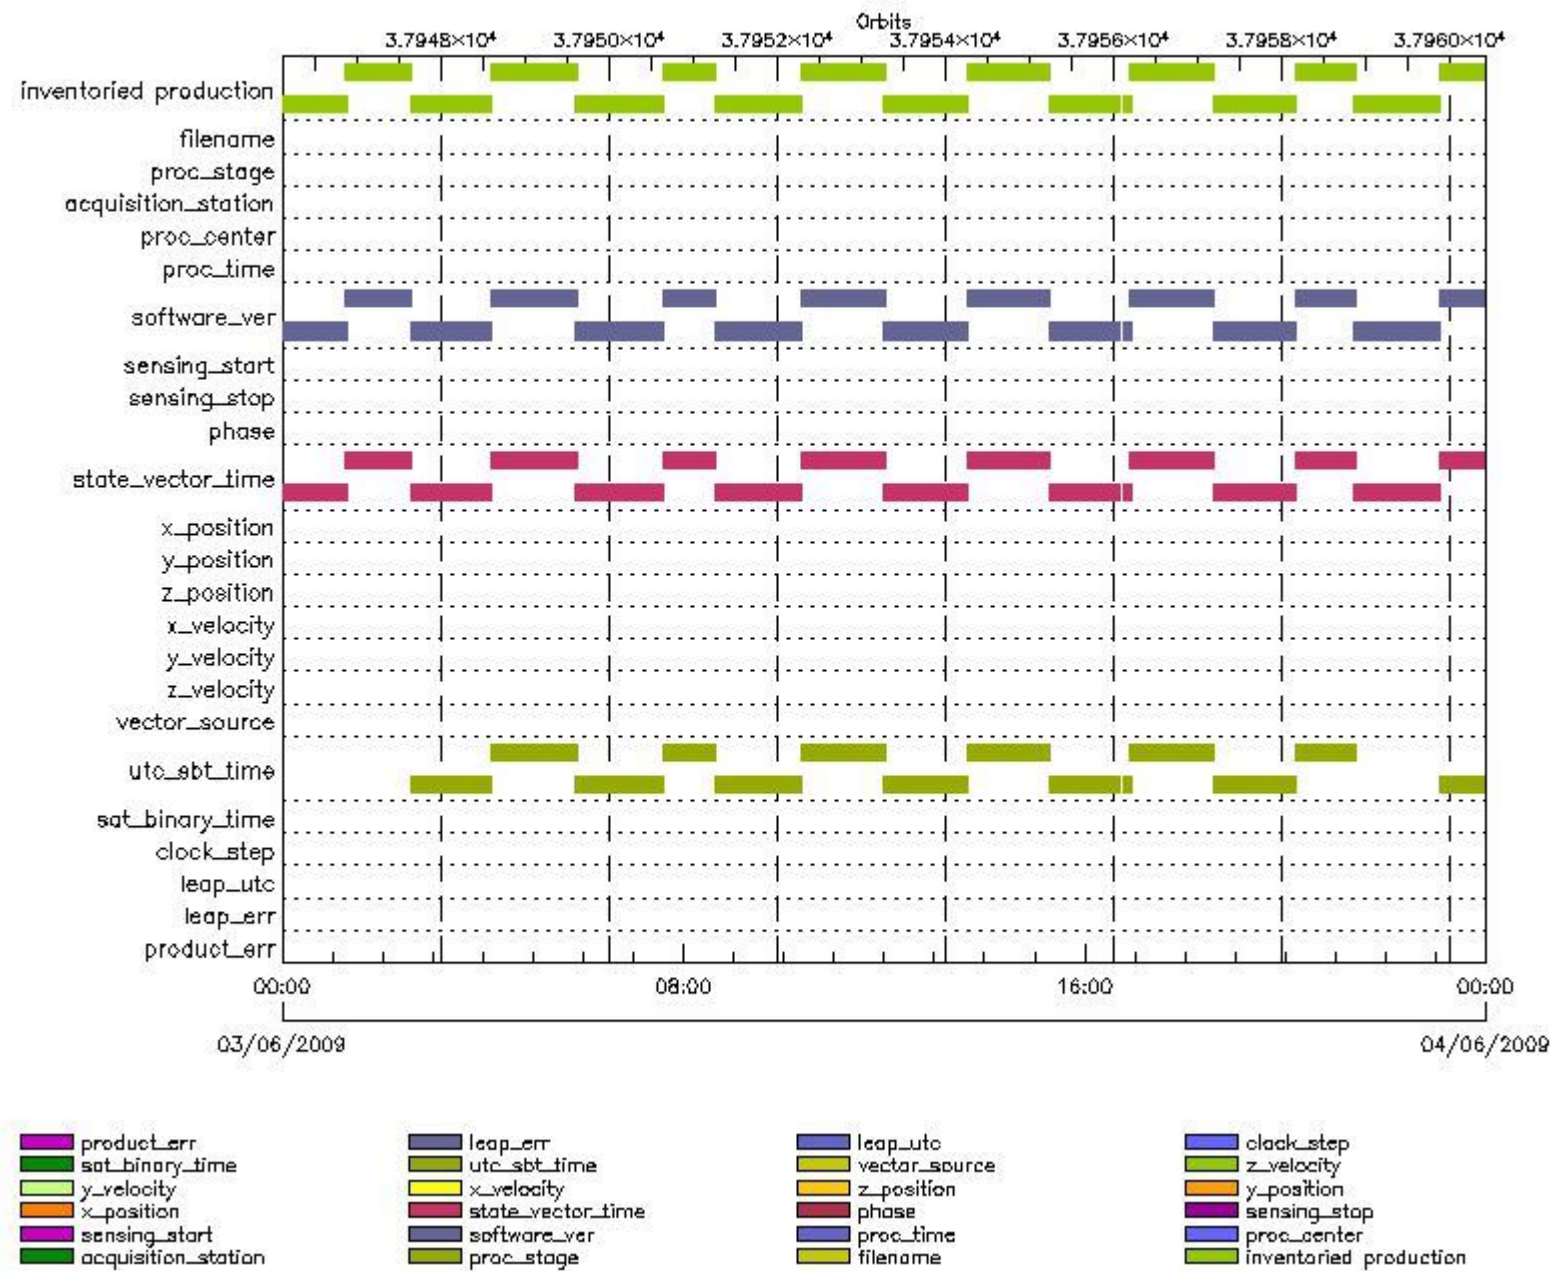 Orbits
3.7948×10⁴ 3.7950×10⁴ 3.7952×10⁴ 3.7954×10⁴ 3.7956×10⁴ 3.7958×10⁴ 3.7960×10⁴
inventoried production
filename
proc_stage
acquisition_station
proc_center
proc_time
software_ver
sensing_start
sensing_stop
phase
state_vector_time
x_position
y_position
z_position
x_velocity
y_velocity
z_velocity
vector_source
utc_sbt_time
sat_binary_time
clock_step
leap_utc
leap_err
product_err
00:00 08:00 16:00 00:00
03/06/2009 04/06/2009
product_err leap_err leap_utc clock_step
sat_binary_time utc_sbt_time vector_source z_velocity
y_velocity x_velocity z_position y_position
x_position state_vector_time phase sensing_stop
sensing_start software_ver proc_time proc_center
acquisition_station proc_stage filename inventoried production